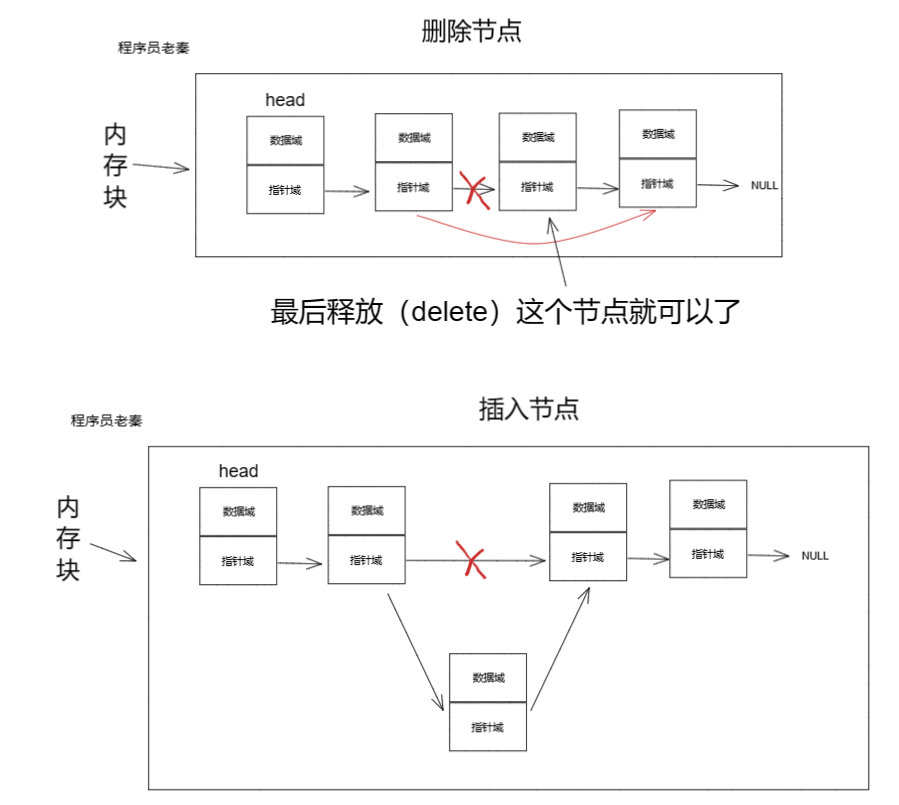 删除节点
程序员老秦
head
内存块
数据域
数据域
数据域
数据域
指针域
指针域
指针域
指针域
NULL
最后释放（delete）这个节点就可以了
插入节点
程序员老秦
head
内存块
数据域
数据域
数据域
数据域
指针域
指针域
指针域
指针域
NULL
数据域
指针域